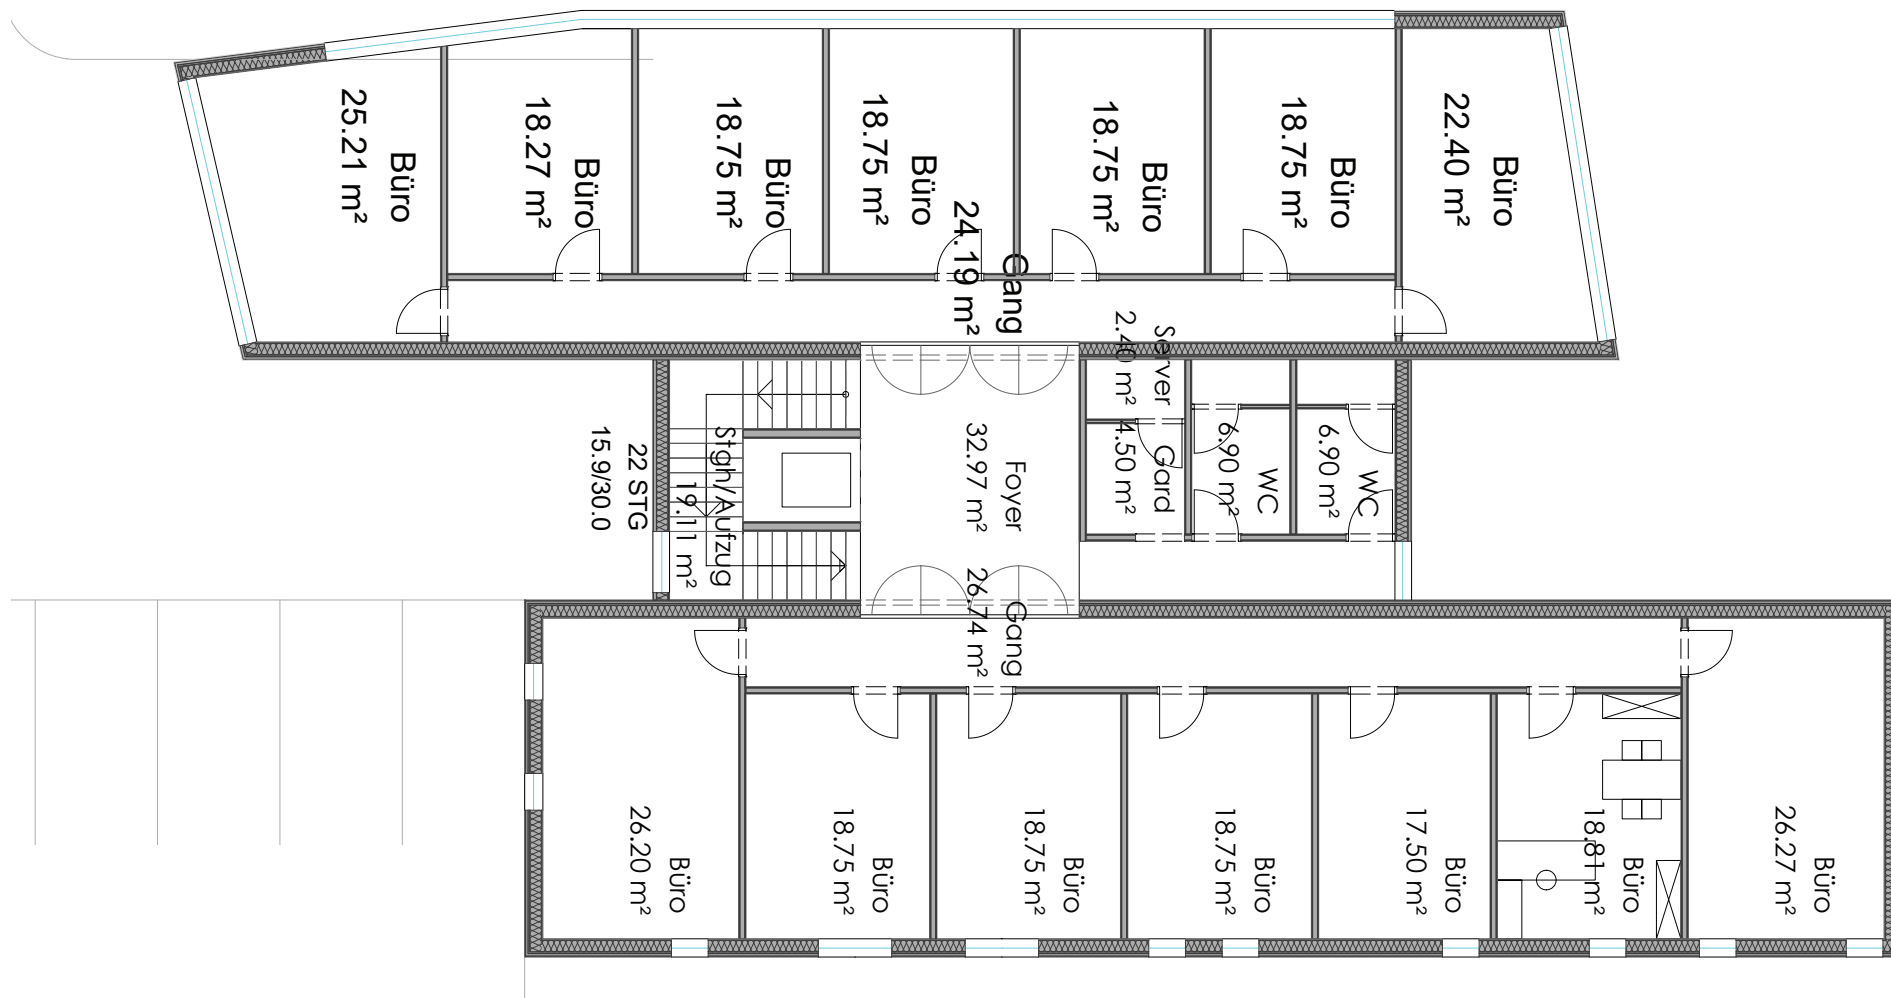 Büro
25.21 m²
Büro
18.27 m²
Büro
18.75 m²
Büro
18.75 m²
Büro
18.75 m²
Büro
18.75 m²
Büro
22.40 m²
Gang
24.19 m²
Server
2.40 m²
Gard
4.50 m²
WC
6.90 m²
WC
6.90 m²
Foyer
32.97 m²
Stgh/Aufzug
19.11 m²
22 STG
15.9/30.0
Gang
26.74 m²
Büro
26.20 m²
Büro
18.75 m²
Büro
18.75 m²
Büro
18.75 m²
Büro
17.50 m²
Büro
18.81 m²
Büro
26.27 m²